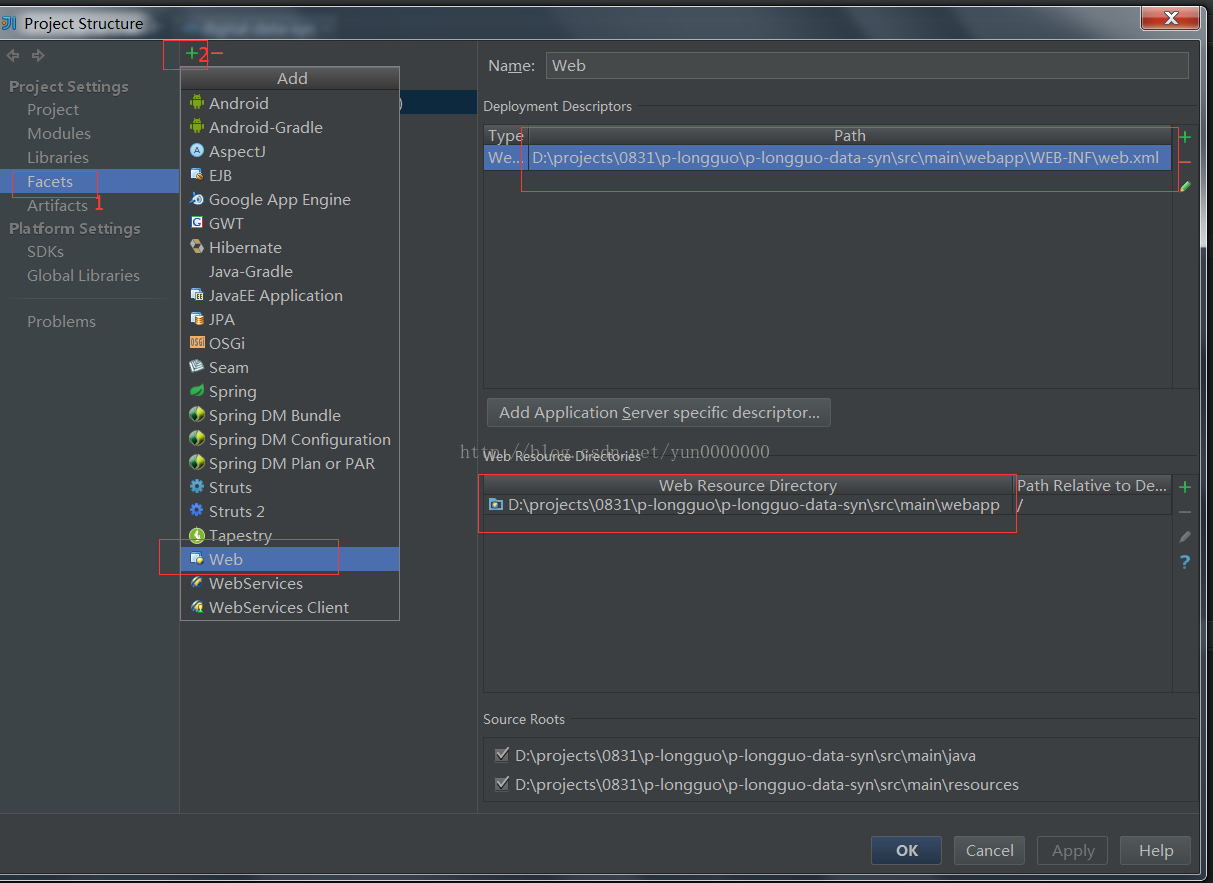 Project Structure
2
Project Settings
Project
Modules
Libraries
Facets
Artifacts 1
Platform Settings
SDKs
Global Libraries
Problems
Add
Android
Android-Gradle
AspectJ
EJB
Google App Engine
GWT
Hibernate
Java-Gradle
JavaEE Application
JPA
OSGi
Seam
Spring
Spring DM Bundle
Spring DM Configuration
Spring DM Plan or PAR
Struts
Struts 2
Tapestry
Web
WebServices
WebServices Client
Name: Web
Deployment Descriptors
Type Path
We... D:\projects\0831\p-longguo\p-longguo-data-syn\src\main\webapp\WEB-INF\web.xml
Add Application Server specific descriptor...
http://blog.csdn.net/yun0000000
Web Resource Directories
Web Resource Directory Path Relative to De...
D:\projects\0831\p-longguo\p-longguo-data-syn\src\main\webapp /
Source Roots
D:\projects\0831\p-longguo\p-longguo-data-syn\src\main\java
D:\projects\0831\p-longguo\p-longguo-data-syn\src\main\resources
OK Cancel Apply Help